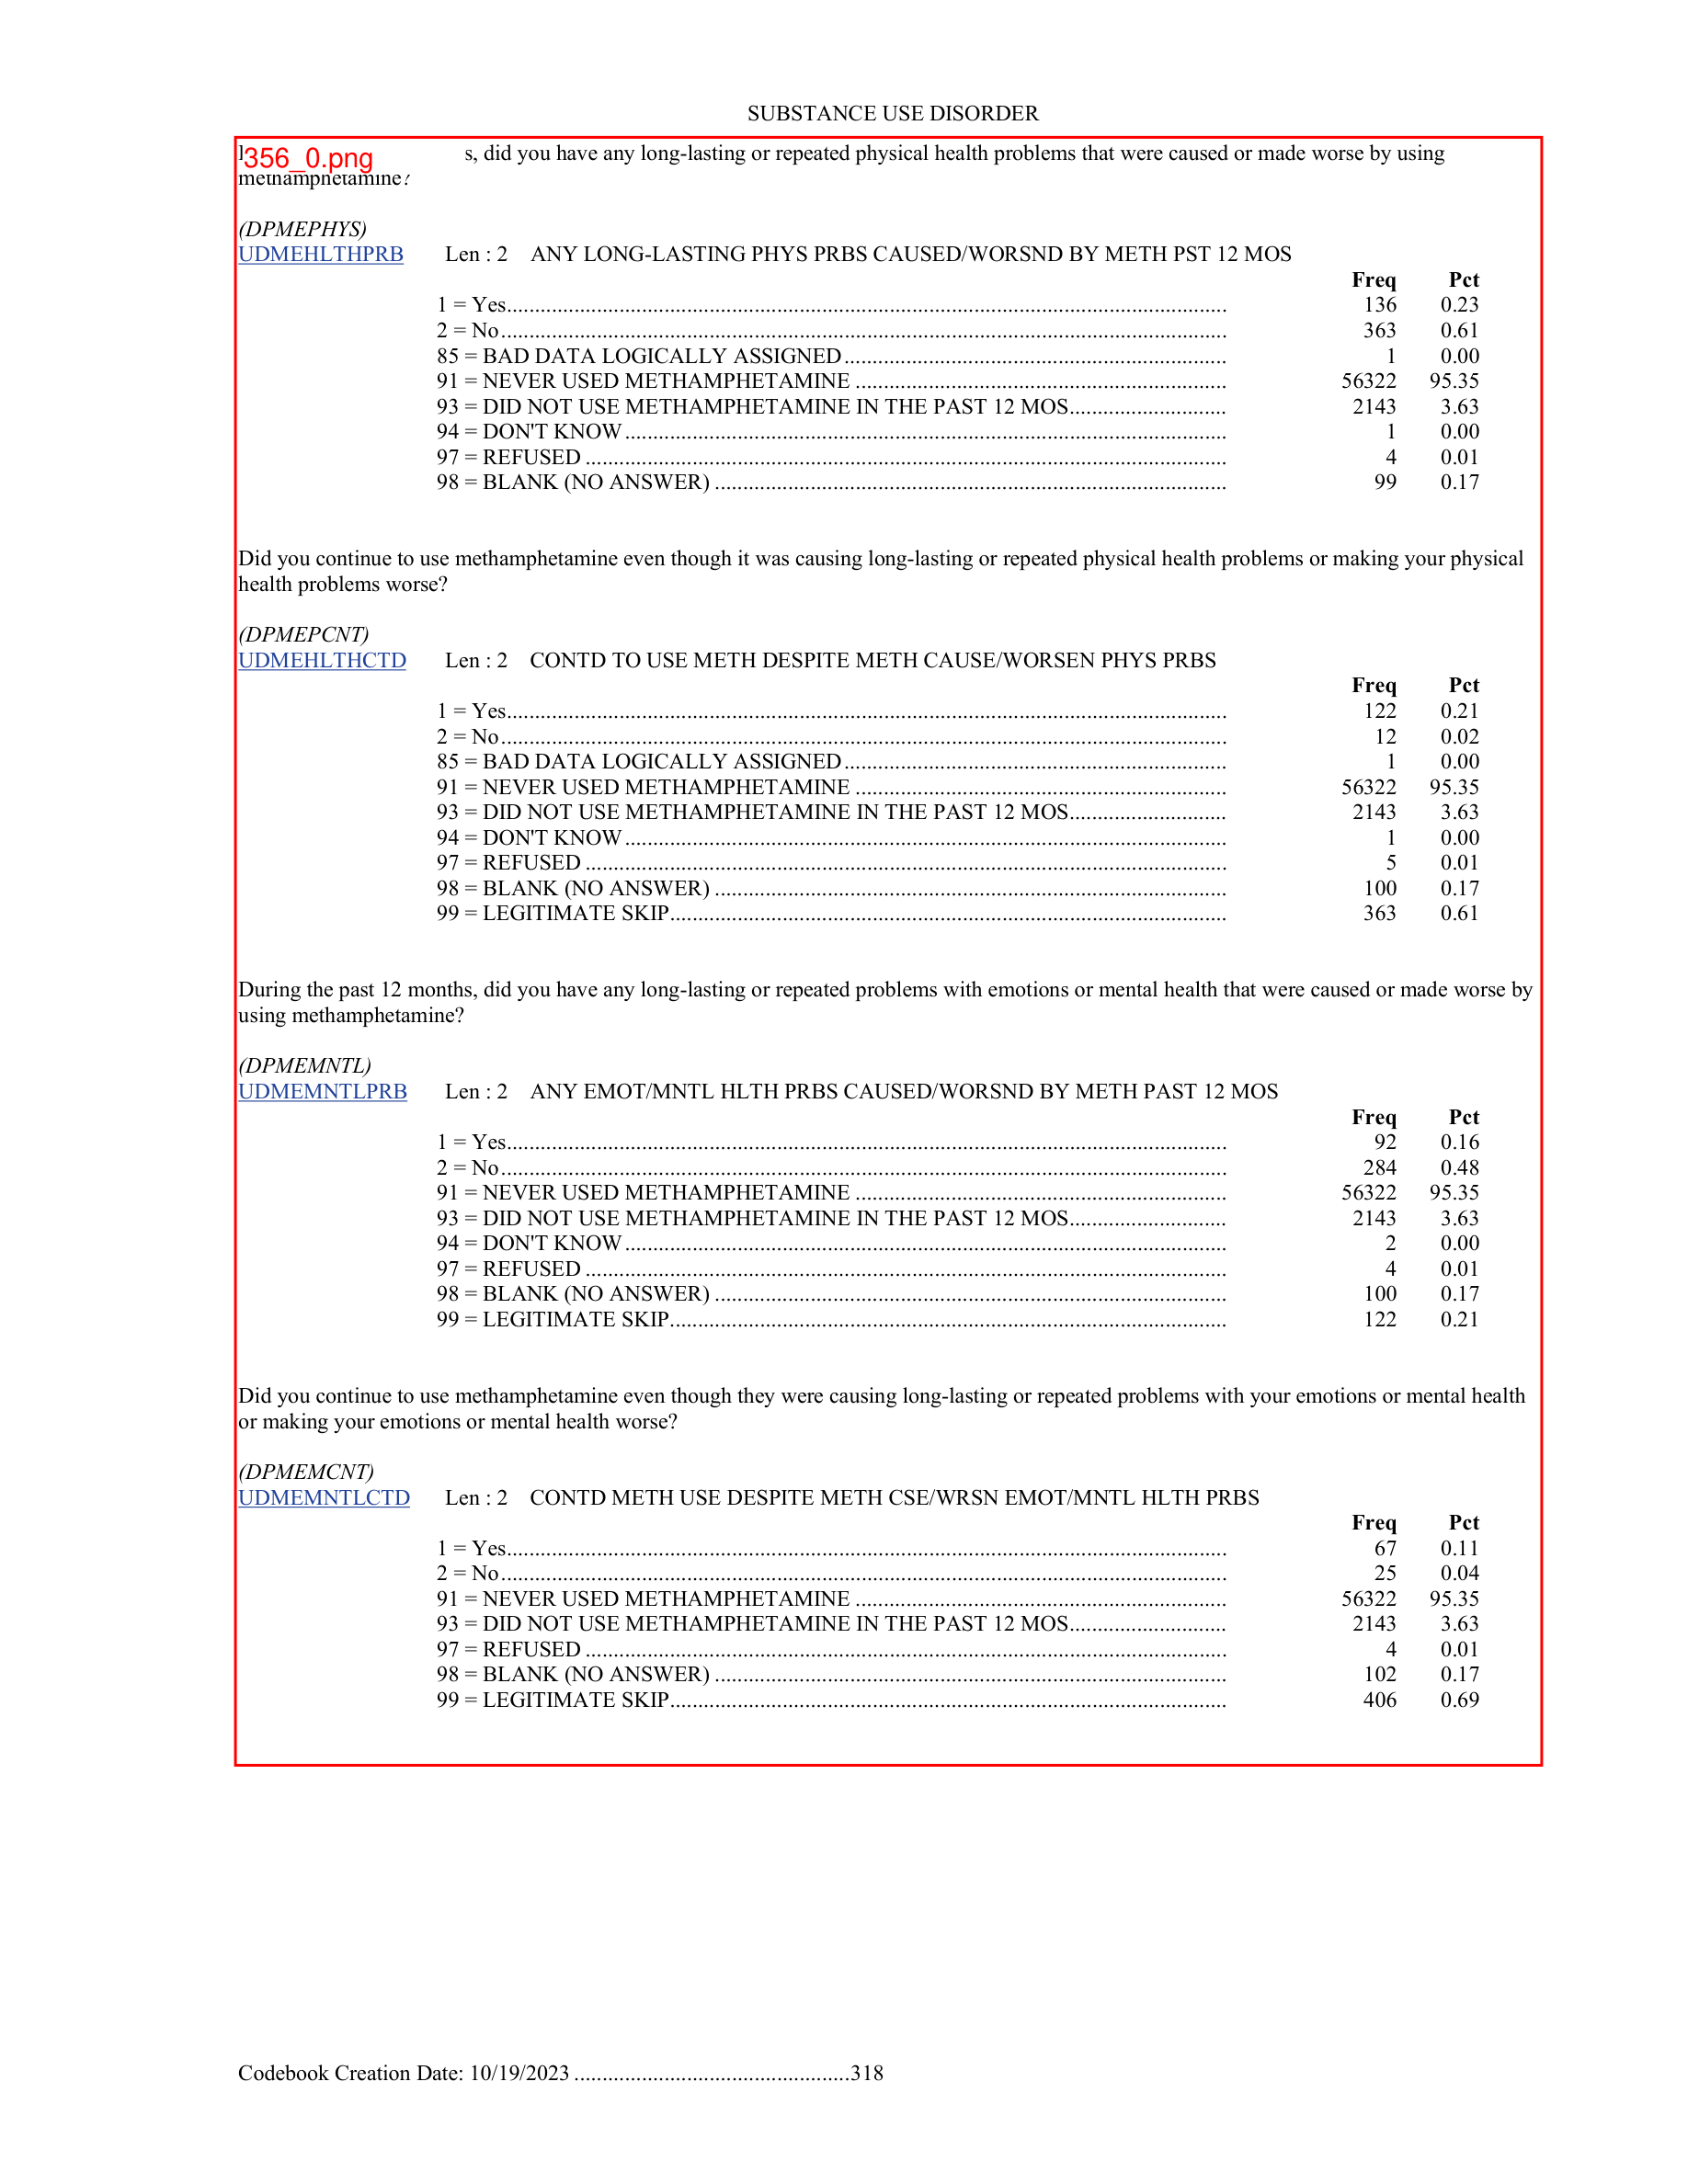 SUBSTANCE USE DISORDER
356_0.png s, did you have any long-lasting or repeated physical health problems that were caused or made worse by using
methamphetamine?
(DPMEPHYS)
UDMEHLTHPRB Len : 2 ANY LONG-LASTING PHYS PRBS CAUSED/WORSND BY METH PST 12 MOS
Freq Pct
1 = Yes 136 0.23
2 = No 363 0.61
85 = BAD DATA LOGICALLY ASSIGNED 1 0.00
91 = NEVER USED METHAMPHETAMINE 56322 95.35
93 = DID NOT USE METHAMPHETAMINE IN THE PAST 12 MOS 2143 3.63
94 = DON'T KNOW 1 0.00
97 = REFUSED 4 0.01
98 = BLANK (NO ANSWER) 99 0.17
Did you continue to use methamphetamine even though it was causing long-lasting or repeated physical health problems or making your physical
health problems worse?
(DPMEPCNT)
UDMEHLTHCTD Len : 2 CONTD TO USE METH DESPITE METH CAUSE/WORSEN PHYS PRBS
Freq Pct
1 = Yes 122 0.21
2 = No 12 0.02
85 = BAD DATA LOGICALLY ASSIGNED 1 0.00
91 = NEVER USED METHAMPHETAMINE 56322 95.35
93 = DID NOT USE METHAMPHETAMINE IN THE PAST 12 MOS 2143 3.63
94 = DON'T KNOW 1 0.00
97 = REFUSED 5 0.01
98 = BLANK (NO ANSWER) 100 0.17
99 = LEGITIMATE SKIP 363 0.61
During the past 12 months, did you have any long-lasting or repeated problems with emotions or mental health that were caused or made worse by
using methamphetamine?
(DPMEMNTL)
UDMEMNTLPRB Len : 2 ANY EMOT/MNTL HLTH PRBS CAUSED/WORSND BY METH PAST 12 MOS
Freq Pct
1 = Yes 92 0.16
2 = No 284 0.48
91 = NEVER USED METHAMPHETAMINE 56322 95.35
93 = DID NOT USE METHAMPHETAMINE IN THE PAST 12 MOS 2143 3.63
94 = DON'T KNOW 2 0.00
97 = REFUSED 4 0.01
98 = BLANK (NO ANSWER) 100 0.17
99 = LEGITIMATE SKIP 122 0.21
Did you continue to use methamphetamine even though they were causing long-lasting or repeated problems with your emotions or mental health
or making your emotions or mental health worse?
(DPMEMCNT)
UDMEMNTLCTD Len : 2 CONTD METH USE DESPITE METH CSE/WRSN EMOT/MNTL HLTH PRBS
Freq Pct
1 = Yes 67 0.11
2 = No 25 0.04
91 = NEVER USED METHAMPHETAMINE 56322 95.35
93 = DID NOT USE METHAMPHETAMINE IN THE PAST 12 MOS 2143 3.63
97 = REFUSED 4 0.01
98 = BLANK (NO ANSWER) 102 0.17
99 = LEGITIMATE SKIP 406 0.69
Codebook Creation Date: 10/19/2023 318